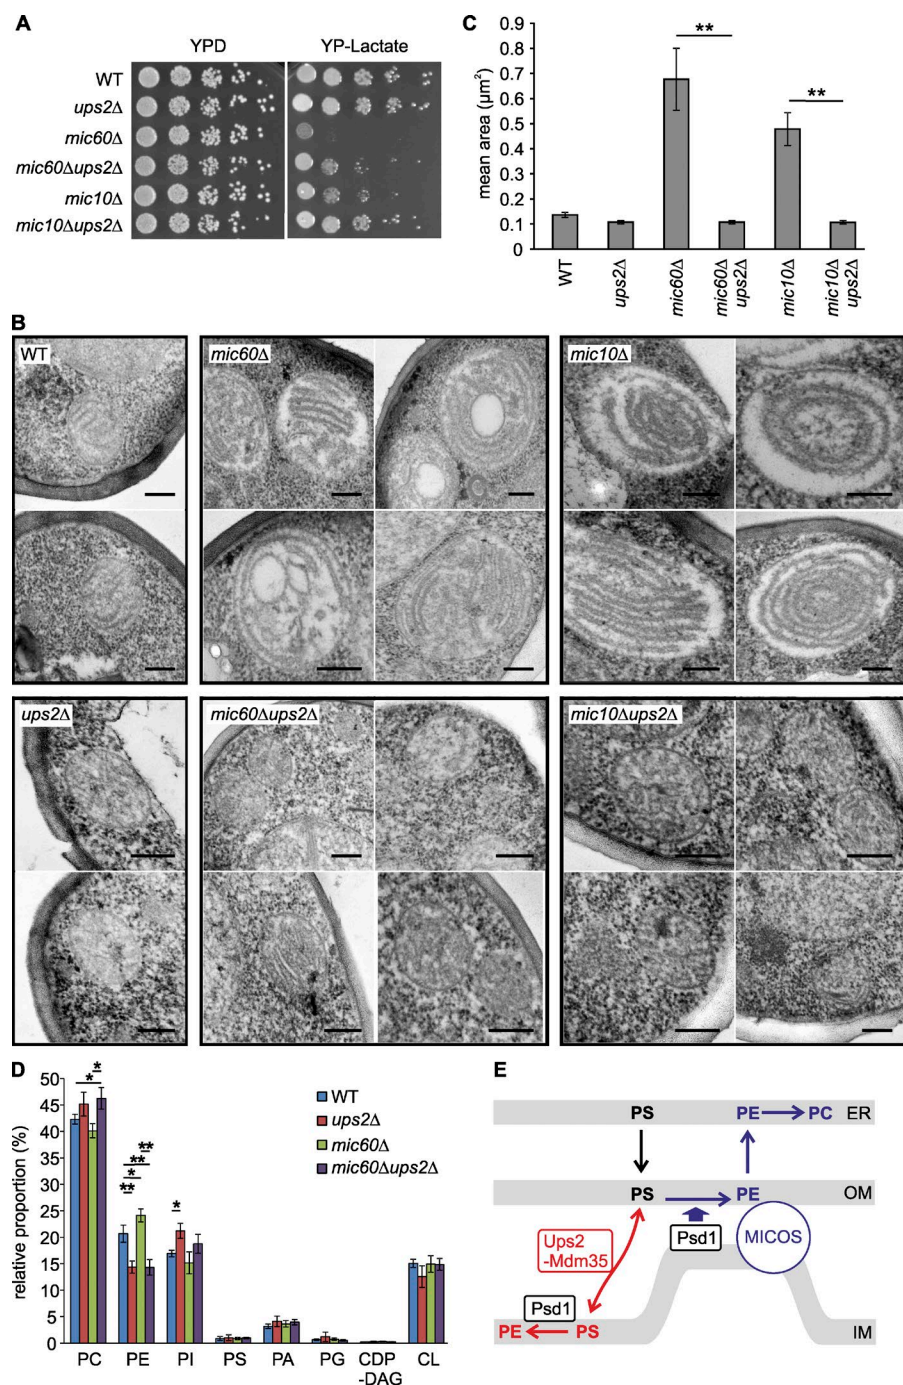 A
YPD
YP-Lactate
WT
ups2Δ
mic60Δ
mic60Δups2Δ
mic10Δ
mic10Δups2Δ
C
mean area (µm²)
0.9
0.8
0.7
0.6
0.5
0.4
0.3
0.2
0.1
0
**
**
WT
ups2Δ
mic60Δ
mic60Δ
ups2Δ
mic10Δ
mic10Δ
ups2Δ
B
WT
mic60Δ
mic10Δ
ups2Δ
mic60Δups2Δ
mic10Δups2Δ
D
relative proportion (%)
50
45
40
35
30
25
20
15
10
5
0
*
*
**
**
*
**
*
WT
ups2Δ
mic60Δ
mic60Δups2Δ
PC PE PI PS PA PG CDP CL
-DAG
E
PS PE PC ER
PS PE OM
Psd1 MICOS
Ups2
-Mdm35
Psd1
PE PS IM